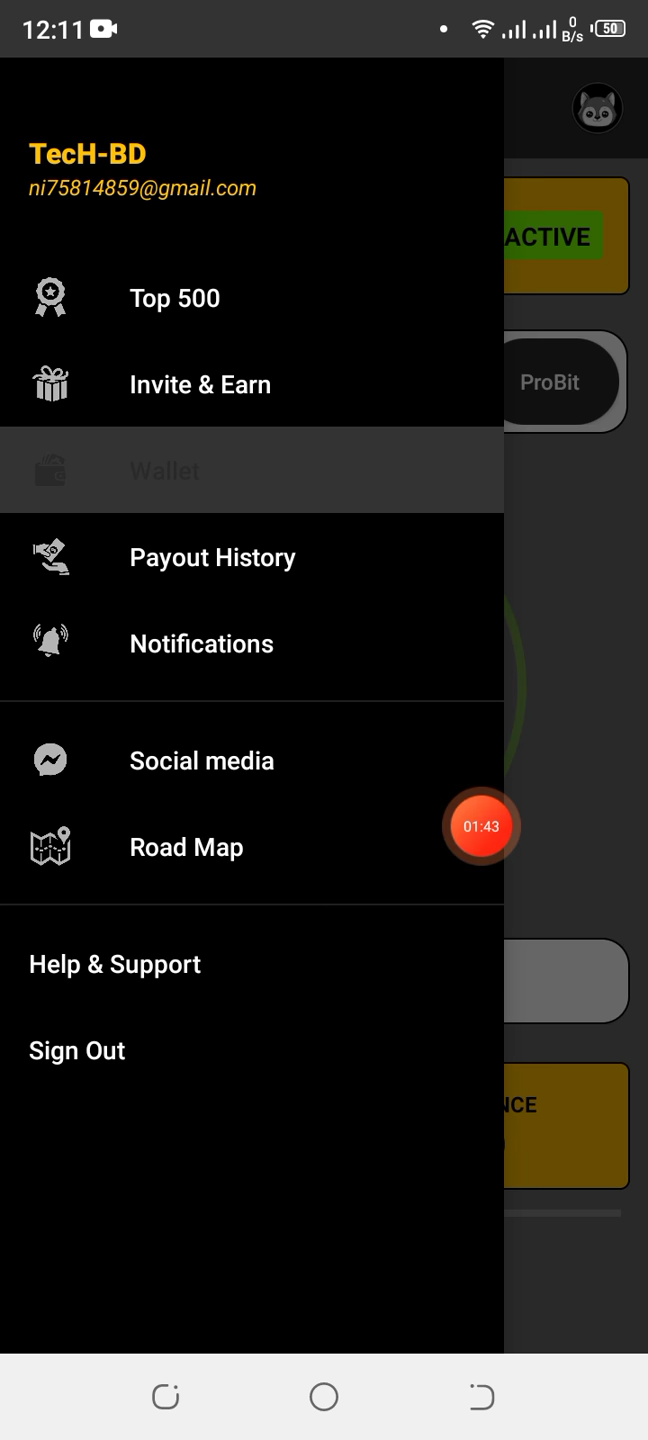 12:11
0
B/s
50
TecH-BD
ni75814859@gmail.com
ACTIVE
Top 500
Invite & Earn
ProBit
Wallet
Payout History
Notifications
Social media
01:43
Road Map
Help & Support
Sign Out
NCE